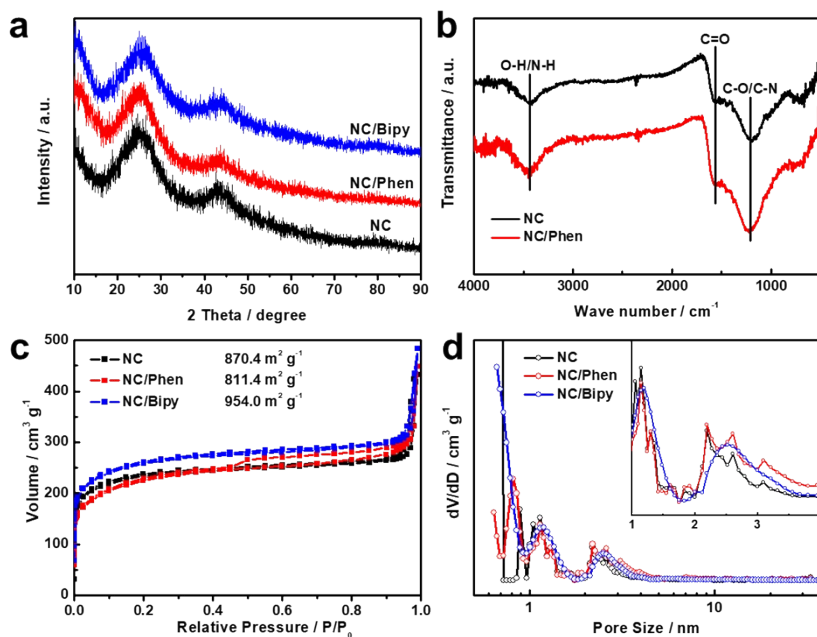 a
Intensity / a.u.
NC/Bipy
NC/Phen
NC
10 20 30 40 50 60 70 80 90
2 Theta / degree
b
Transmittance / a.u.
C=O
O-H/N-H
C-O/C-N
NC
NC/Phen
4000 3000 2000 1000
Wave number / cm⁻¹
c
Volume / cm³ g⁻¹
500
400
300
200
100
0
NC 870.4 m² g⁻¹
NC/Phen 811.4 m² g⁻¹
NC/Bipy 954.0 m² g⁻¹
0.0 0.2 0.4 0.6 0.8 1.0
Relative Pressure / P/P₀
d
dV/dD / cm³ g⁻¹
NC
NC/Phen
NC/Bipy
1 2 3
1 10
Pore Size / nm